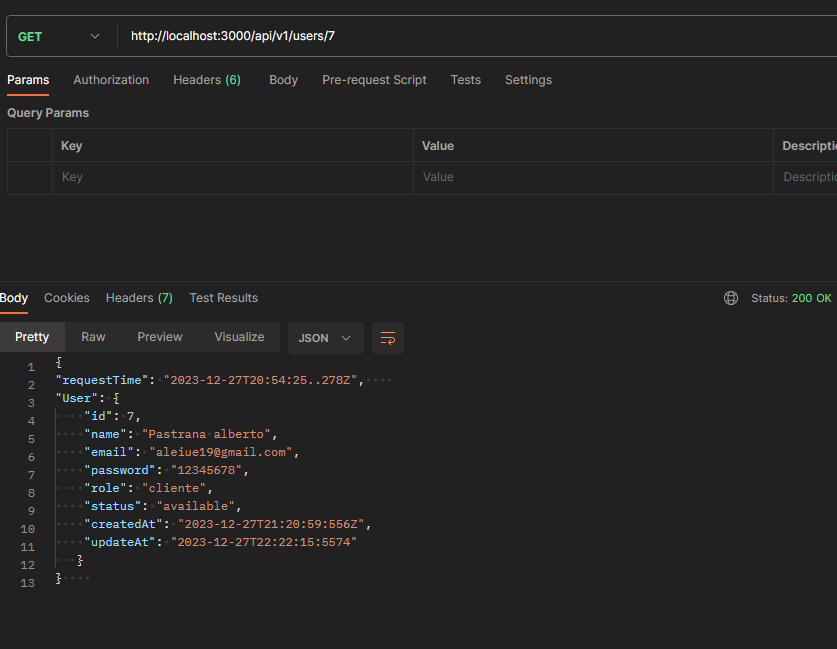 GET http://localhost:3000/api/v1/users/7
Params Authorization Headers (6) Body Pre-request Script Tests Settings
Query Params
Key Value Descripti
Key Value Descriptic
Body Cookies Headers (7) Test Results Status: 200 OK
Pretty Raw Preview Visualize JSON
1 {
2 "requestTime": "2023-12-27T20:54:25..278Z",
3 "User": {
4 "id": 7,
5 "name": "Pastrana alberto",
6 "email": "aleiue19@gmail.com",
7 "password": "12345678",
8 "role": "cliente",
9 "status": "available",
10 "createdAt": "2023-12-27T21:20:59:556Z",
11 "updateAt": "2023-12-27T22:22:15:5574"
12 }
13 }